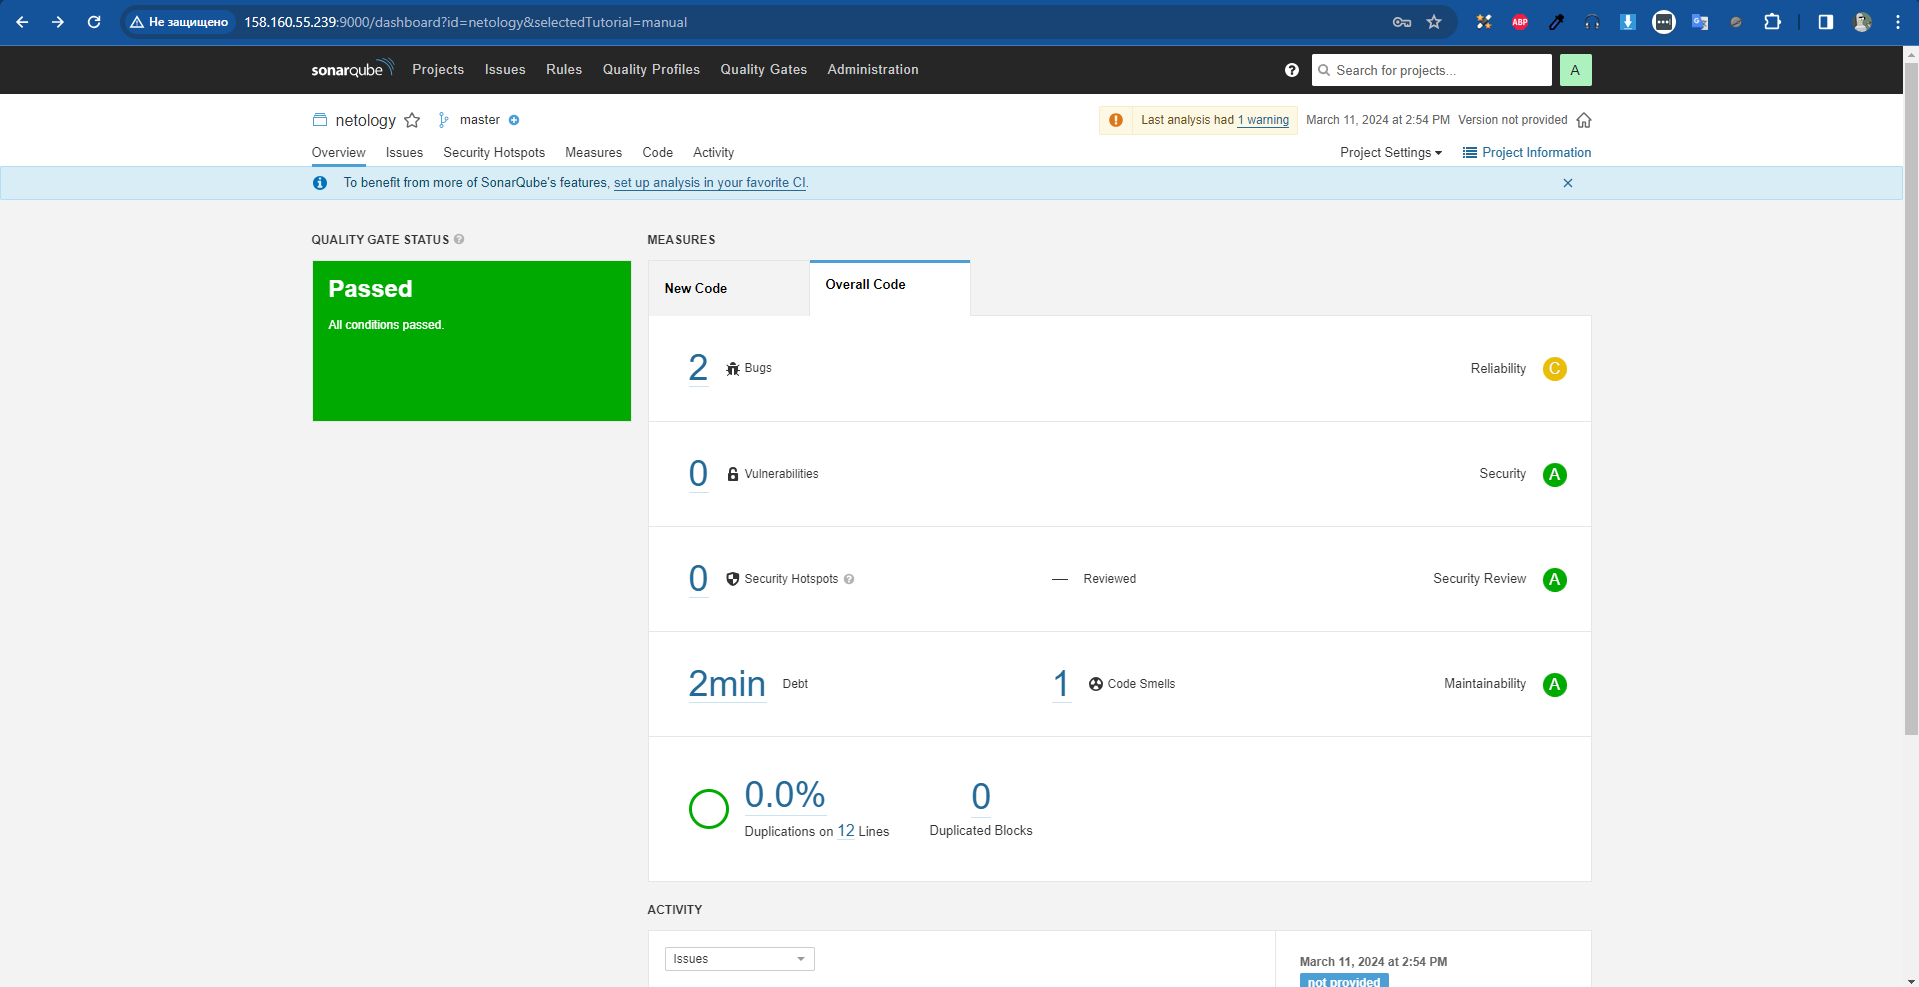 Не защищено 158.160.55.239:9000/dashboard?id=netology&selectedTutorial=manual
ABP
sonarqube Projects Issues Rules Quality Profiles Quality Gates Administration Search for projects... A
netology master Last analysis had 1 warning March 11, 2024 at 2:54 PM Version not provided
Overview Issues Security Hotspots Measures Code Activity Project Settings Project Information
To benefit from more of SonarQube's features, set up analysis in your favorite CI.
QUALITY GATE STATUS
Passed
All conditions passed.
MEASURES
New Code
Overall Code
2 Bugs Reliability C
0 Vulnerabilities Security A
0 Security Hotspots — Reviewed Security Review A
2min Debt 1 Code Smells Maintainability A
0.0%
Duplications on 12 Lines
0
Duplicated Blocks
ACTIVITY
Issues
March 11, 2024 at 2:54 PM
not provided